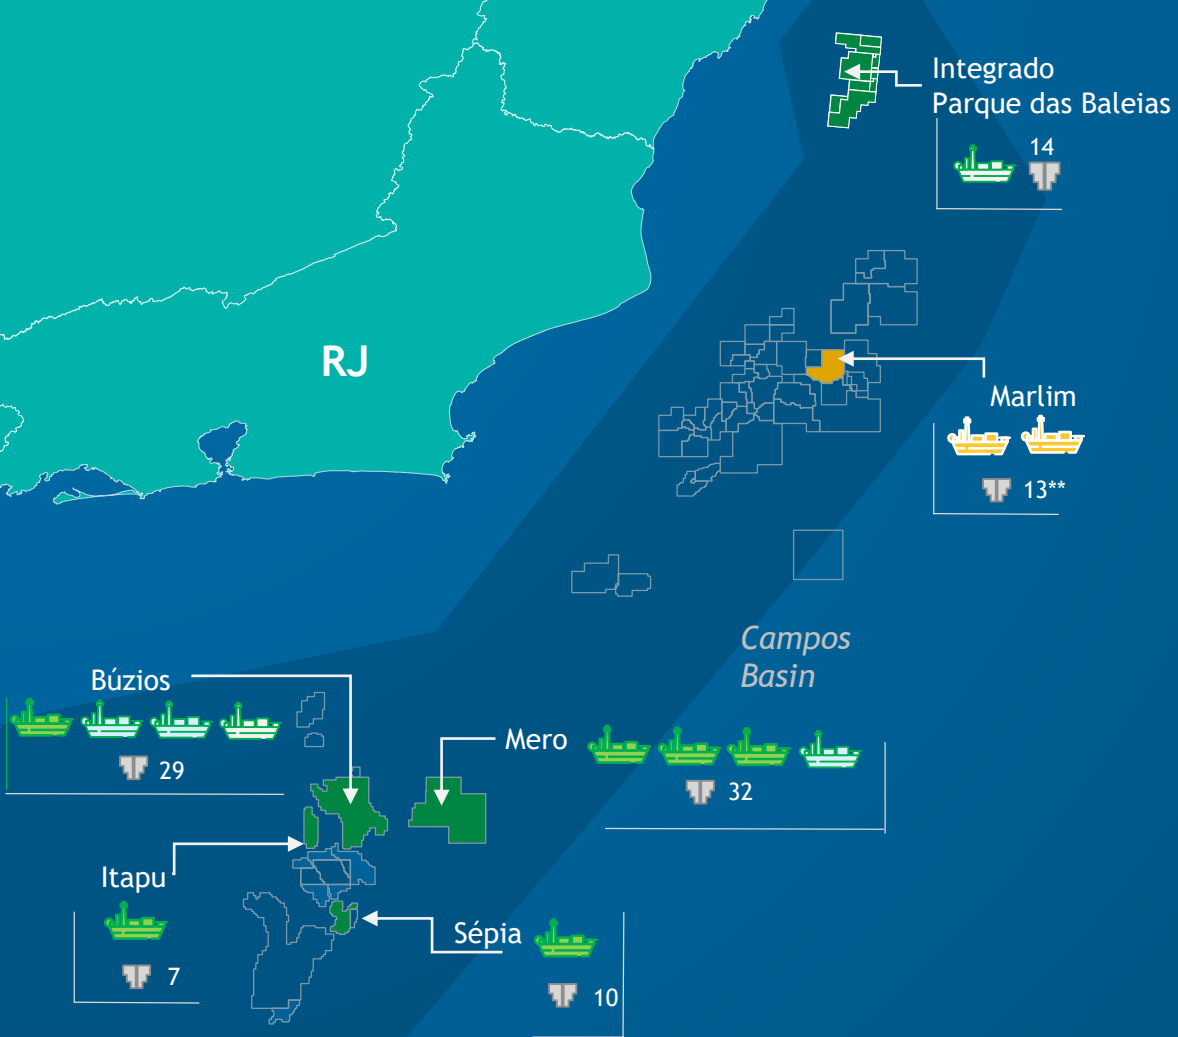 Integrado
Parque das Baleias
14
RJ
Marlim
13**
Campos
Basin
Búzios
29
Mero
32
Itapu
7
Sépia
10